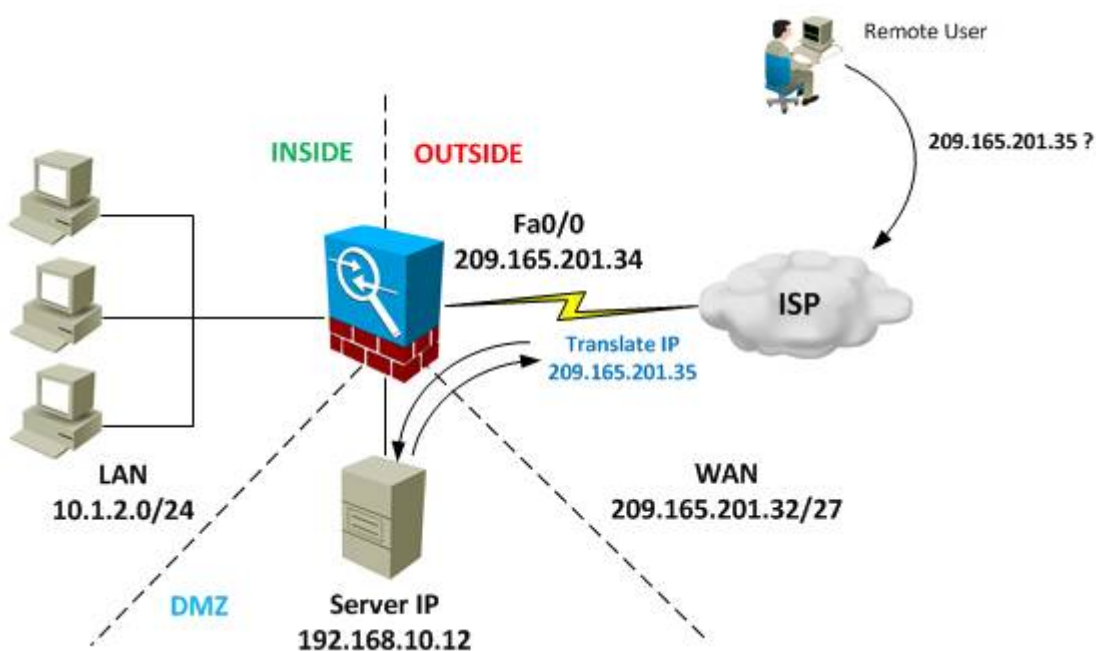 Remote User
209.165.201.35 ?
INSIDE
OUTSIDE
Fa0/0
209.165.201.34
ISP
Translate IP
209.165.201.35
LAN
10.1.2.0/24
WAN
209.165.201.32/27
DMZ
Server IP
192.168.10.12